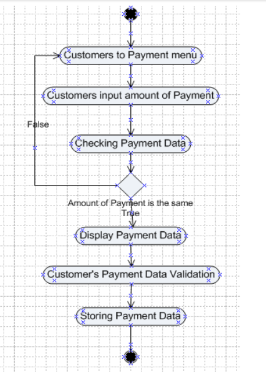 Customers to Payment menu
Customers input amount of Payment
False
Checking Payment Data
Amount of Payment is the same
True
Display Payment Data
Customer's Payment Data Validation
Storing Payment Data